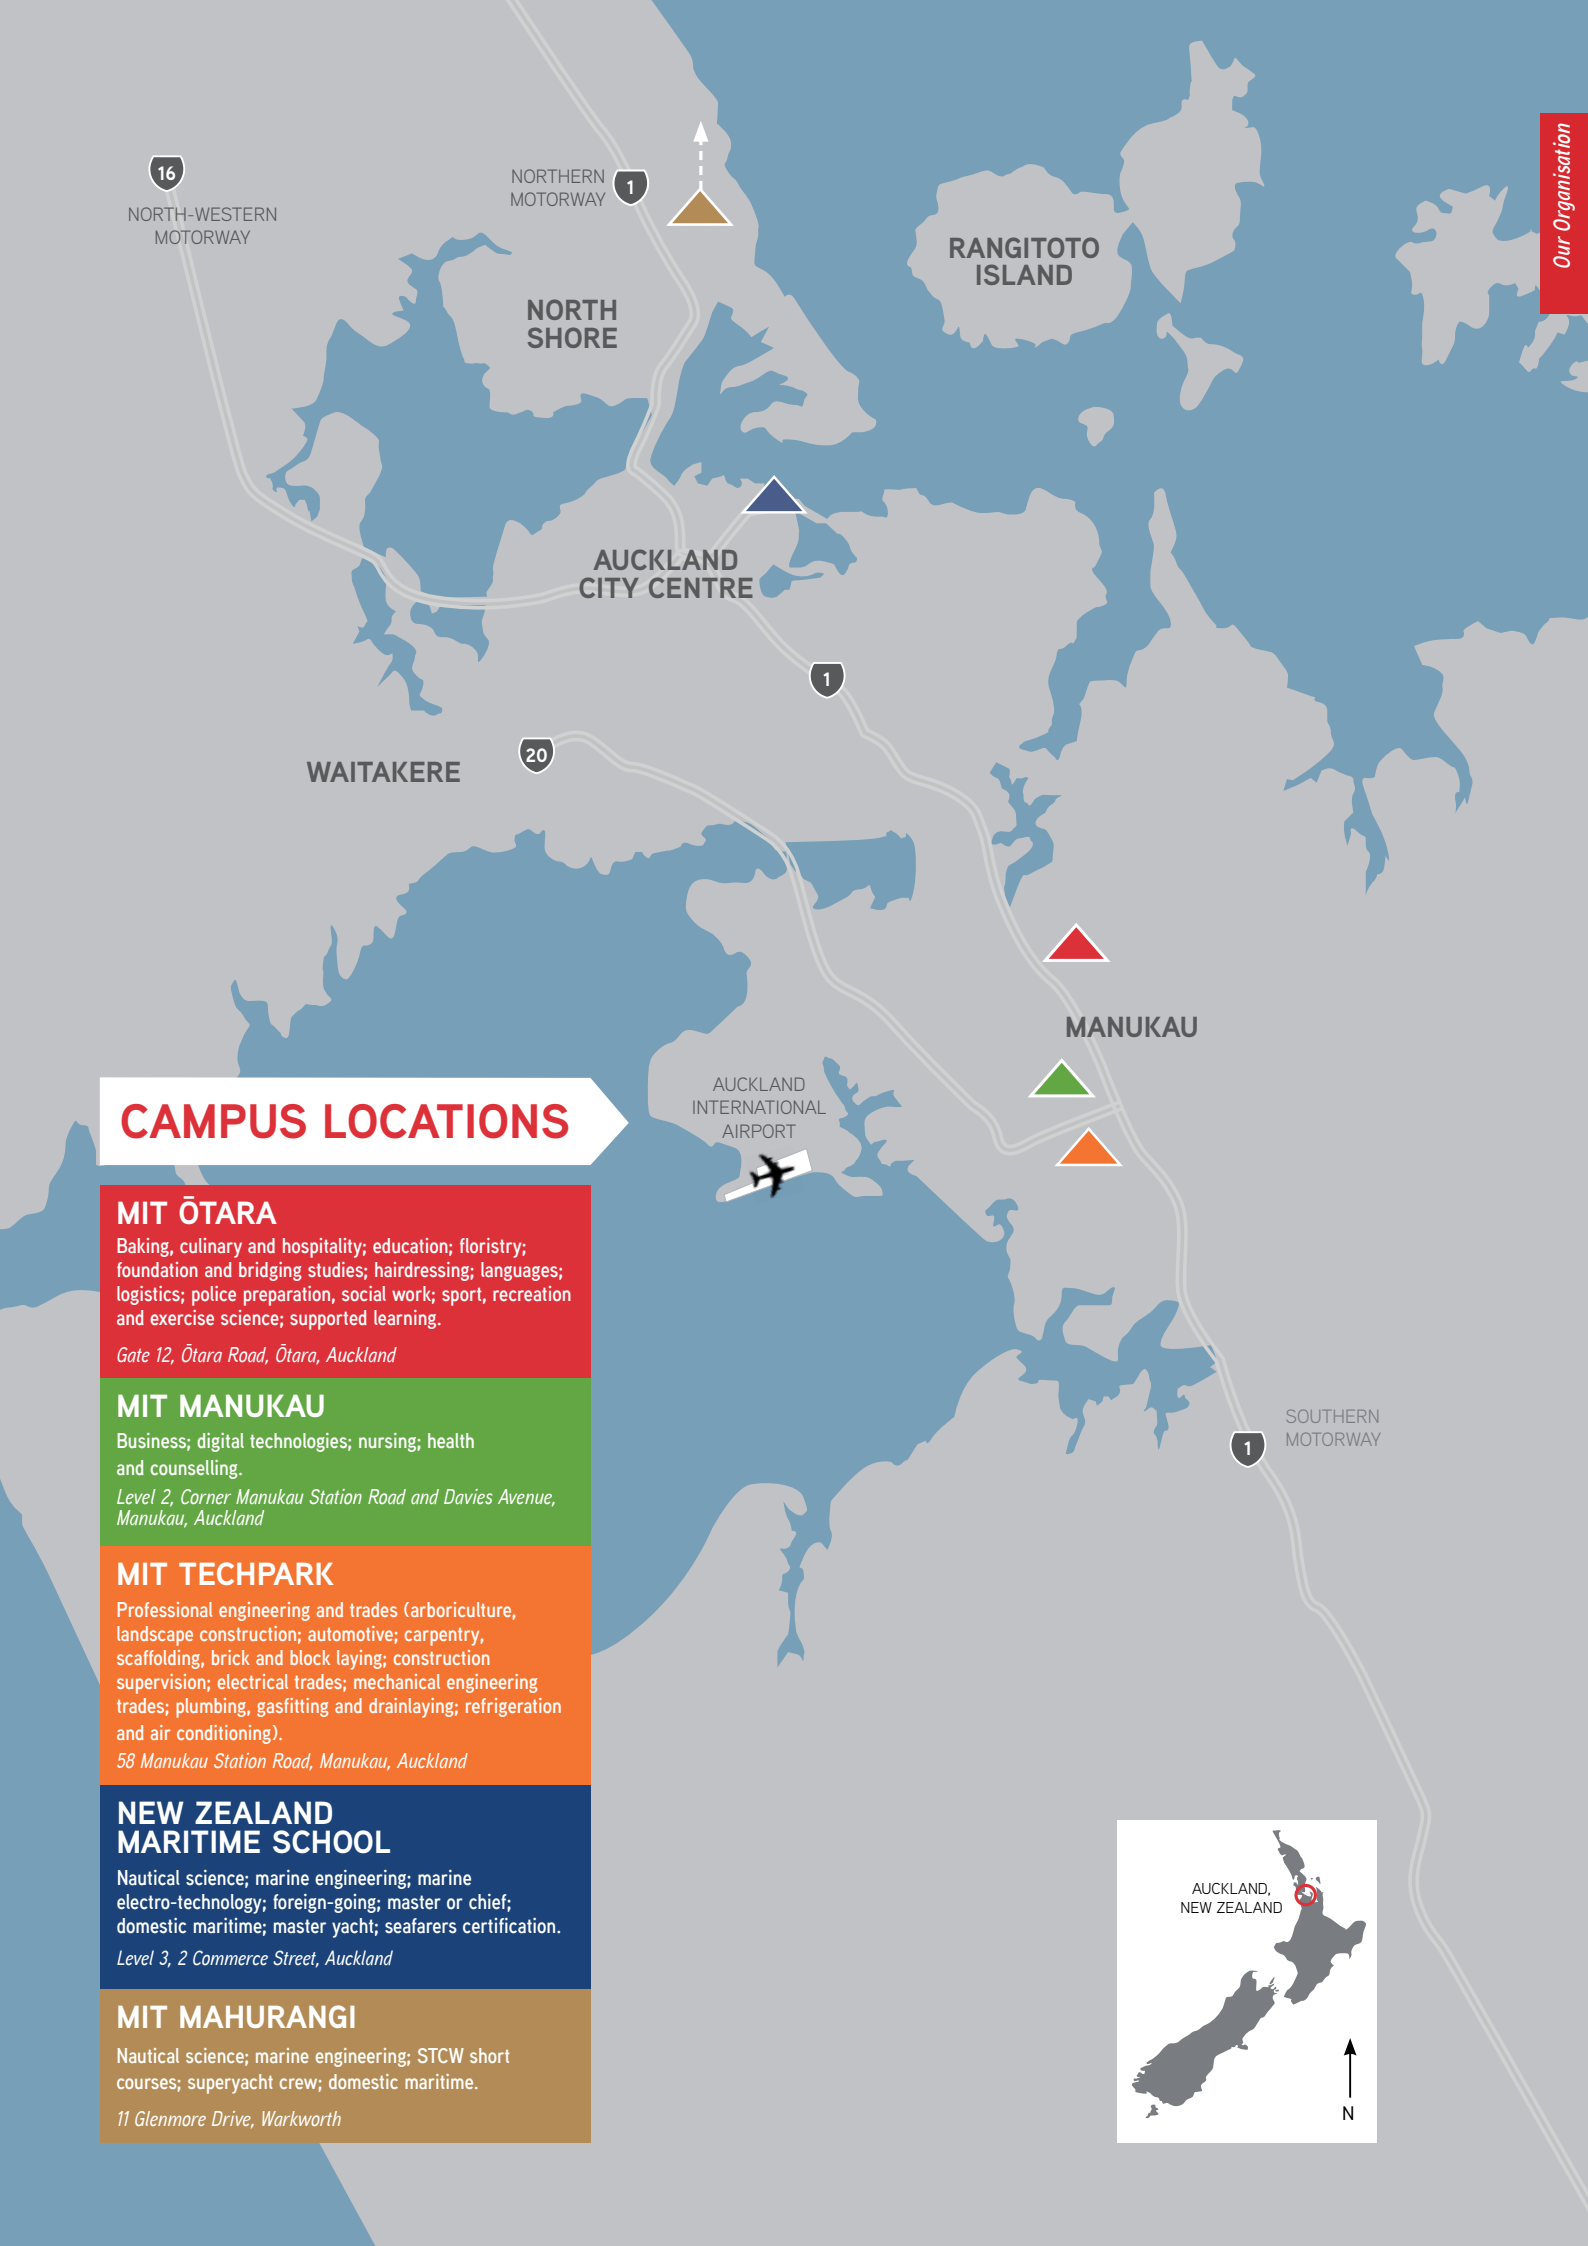 Our Organisation
16
NORTH-WESTERN
MOTORWAY
NORTHERN
MOTORWAY
1
RANGITOTO
ISLAND
NORTH
SHORE
AUCKLAND
CITY CENTRE
1
20
WAITAKERE
MANUKAU
AUCKLAND
INTERNATIONAL
AIRPORT
SOUTHERN
MOTORWAY
1
CAMPUS LOCATIONS
MIT ŌTARA
Baking, culinary and hospitality; education; floristry;
foundation and bridging studies; hairdressing; languages;
logistics; police preparation, social work; sport, recreation
and exercise science; supported learning.
Gate 12, Ōtara Road, Ōtara, Auckland
MIT MANUKAU
Business; digital technologies; nursing; health
and counselling.
Level 2, Corner Manukau Station Road and Davies Avenue,
Manukau, Auckland
MIT TECHPARK
Professional engineering and trades (arboriculture,
landscape construction; automotive; carpentry,
scaffolding, brick and block laying; construction
supervision; electrical trades; mechanical engineering
trades; plumbing, gasfitting and drainlaying; refrigeration
and air conditioning).
58 Manukau Station Road, Manukau, Auckland
NEW ZEALAND
MARITIME SCHOOL
Nautical science; marine engineering; marine
electro-technology; foreign-going; master or chief;
domestic maritime; master yacht; seafarers certification.
Level 3, 2 Commerce Street, Auckland
MIT MAHURANGI
Nautical science; marine engineering; STCW short
courses; superyacht crew; domestic maritime.
11 Glenmore Drive, Warkworth
AUCKLAND,
NEW ZEALAND
N